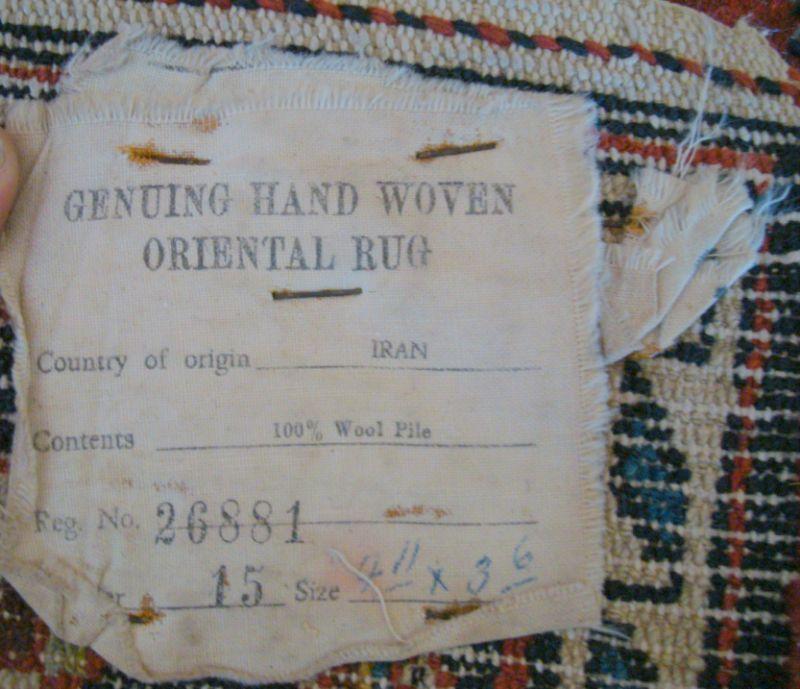 GENUING HAND WOVEN
ORIENTAL RUG
Country of origin IRAN
Contents 100% Wool Pile
Reg. No. 26881
15 Size 11 x 3 6